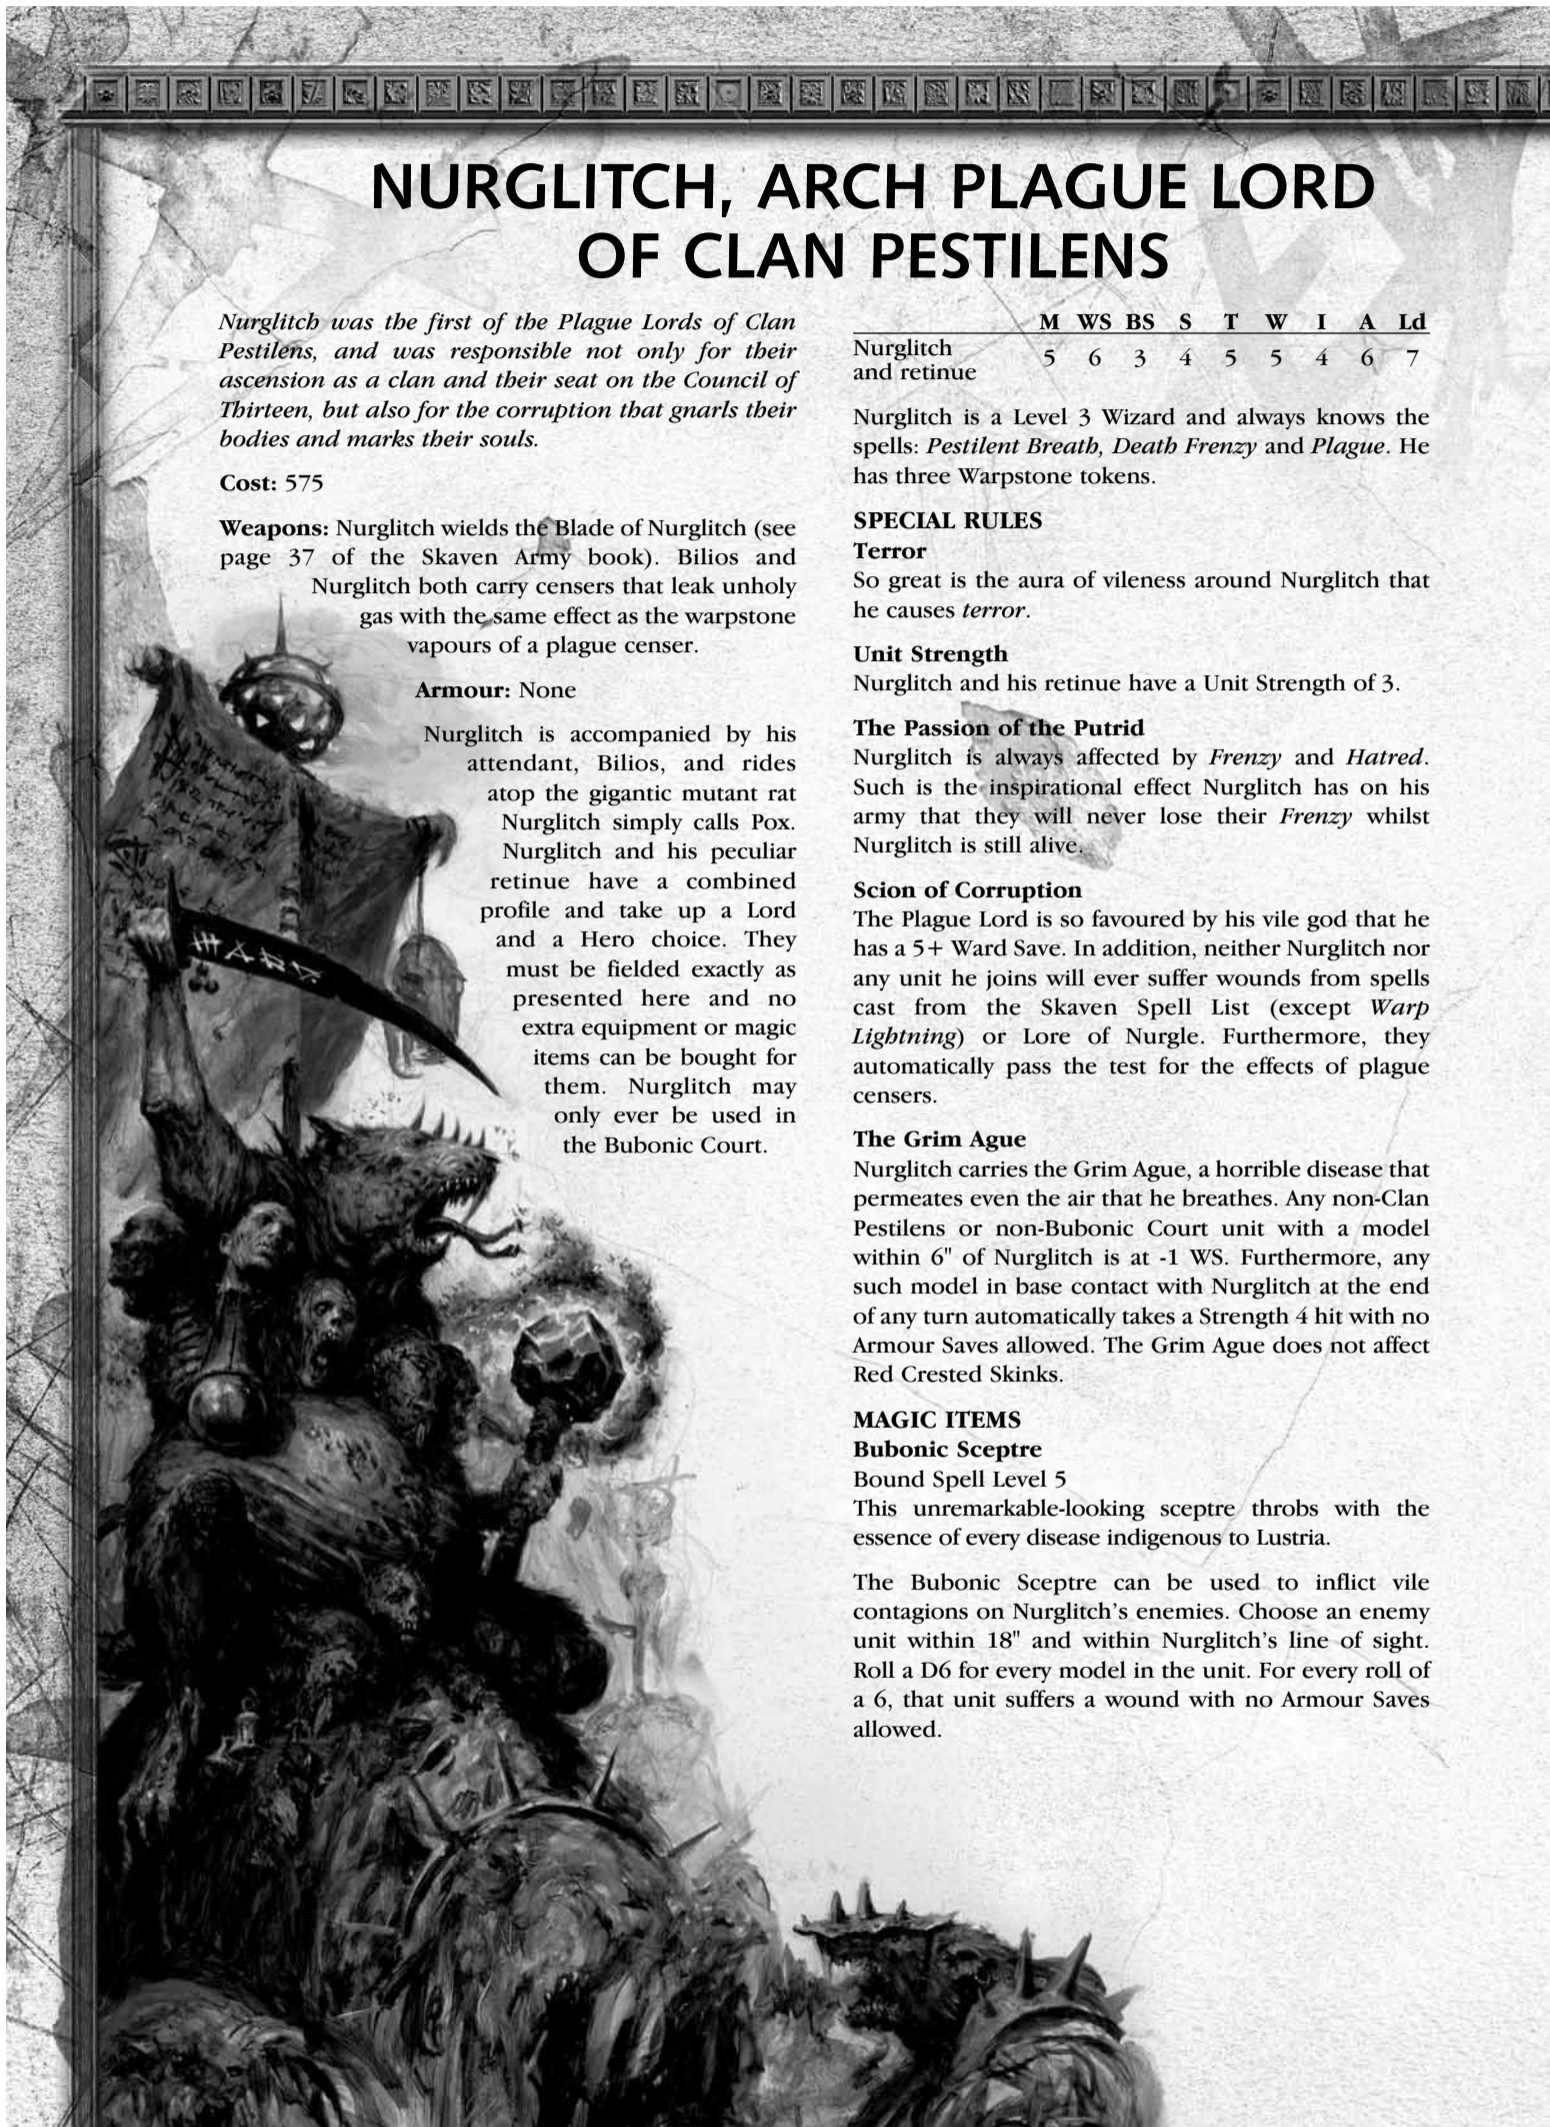 NURGLITCH, ARCH PLAGUE LORD
OF CLAN PESTILENS
Nurglitch was the first of the Plague Lords of Clan
Pestilens, and was responsible not only for their
ascension as a clan and their seat on the Council of
Thirteen, but also for the corruption that gnarls their
bodies and marks their souls.
Cost: 575
Weapons: Nurglitch wields the Blade of Nurglitch (see
page 37 of the Skaven Army book). Bilios and
Nurglitch both carry censers that leak unholy
gas with the same effect as the warpstone
vapours of a plague censer.
Armour: None
Nurglitch is accompanied by his
attendant, Bilios, and rides
atop the gigantic mutant rat
Nurglitch simply calls Pox.
Nurglitch and his peculiar
retinue have a combined
profile and take up a Lord
and a Hero choice. They
must be fielded exactly as
presented here and no
extra equipment or magic
items can be bought for
them. Nurglitch may
only ever be used in
the Bubonic Court.
M WS BS S T W I A Ld
Nurglitch
and retinue 5 6 3 4 5 5 4 6 7
Nurglitch is a Level 3 Wizard and always knows the
spells: Pestilent Breath, Death Frenzy and Plague. He
has three Warpstone tokens.
SPECIAL RULES
Terror
So great is the aura of vileness around Nurglitch that
he causes terror.
Unit Strength
Nurglitch and his retinue have a Unit Strength of 3.
The Passion of the Putrid
Nurglitch is always affected by Frenzy and Hatred.
Such is the inspirational effect Nurglitch has on his
army that they will never lose their Frenzy whilst
Nurglitch is still alive.
Scion of Corruption
The Plague Lord is so favoured by his vile god that he
has a 5+ Ward Save. In addition, neither Nurglitch nor
any unit he joins will ever suffer wounds from spells
cast from the Skaven Spell List (except Warp
Lightning) or Lore of Nurgle. Furthermore, they
automatically pass the test for the effects of plague
censers.
The Grim Ague
Nurglitch carries the Grim Ague, a horrible disease that
permeates even the air that he breathes. Any non-Clan
Pestilens or non-Bubonic Court unit with a model
within 6" of Nurglitch is at -1 WS. Furthermore, any
such model in base contact with Nurglitch at the end
of any turn automatically takes a Strength 4 hit with no
Armour Saves allowed. The Grim Ague does not affect
Red Crested Skinks.
MAGIC ITEMS
Bubonic Sceptre
Bound Spell Level 5
This unremarkable-looking sceptre throbs with the
essence of every disease indigenous to Lustria.
The Bubonic Sceptre can be used to inflict vile
contagions on Nurglitch's enemies. Choose an enemy
unit within 18" and within Nurglitch's line of sight.
Roll a D6 for every model in the unit. For every roll of
a 6, that unit suffers a wound with no Armour Saves
allowed.